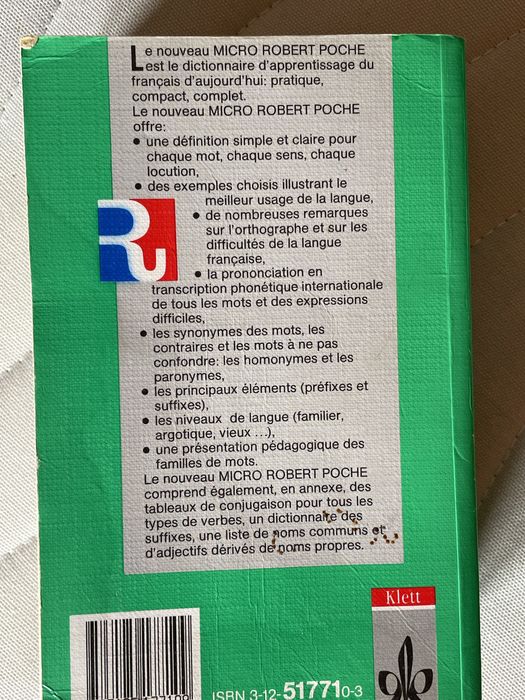 Le nouveau MICRO ROBERT POCHE
est le dictionnaire d'apprentissage du
français d'aujourd'hui: pratique,
compact, complet.
Le nouveau MICRO ROBERT POCHE
offre:
• une définition simple et claire pour
chaque mot, chaque sens, chaque
locution,
• des exemples choisis illustrant le
meilleur usage de la langue,
• de nombreuses remarques
sur l'orthographe et sur les
difficultés de la langue
française,
• la prononciation en
transcription phonétique internationale
de tous les mots et des expressions
difficiles,
• les synonymes des mots, les
contraires et les mots à ne pas
confondre: les homonymes et les
paronymes,
• les principaux éléments (préfixes et
suffixes),
• les niveaux de langue (familier,
argotique, vieux ...),
• une présentation pédagogique des
familles de mots.
Le nouveau MICRO ROBERT POCHE
comprend également, en annexe, des
tableaux de conjugaison pour tous les
types de verbes, un dictionnaire des
suffixes, une liste de noms communs et
d'adjectifs dérivés de noms propres.
Klett
ISBN 3-12-517710-3